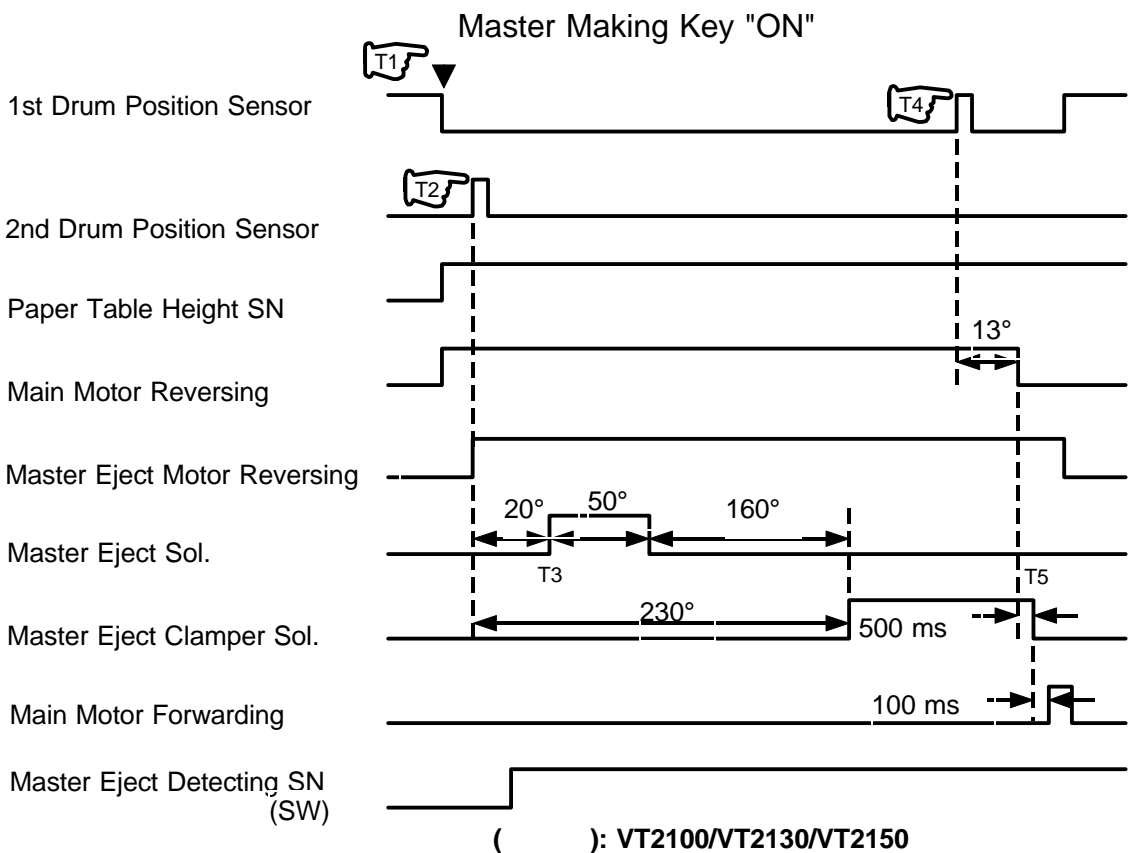 Master Making Key "ON"
T1
1st Drum Position Sensor
T4
T2
2nd Drum Position Sensor
Paper Table Height SN
13°
Main Motor Reversing
Master Eject Motor Reversing
20° 50° 160°
Master Eject Sol.
T3 T5
230°
Master Eject Clamper Sol. 500 ms
Main Motor Forwarding 100 ms
Master Eject Detecting SN
(SW)
( ): VT2100/VT2130/VT2150